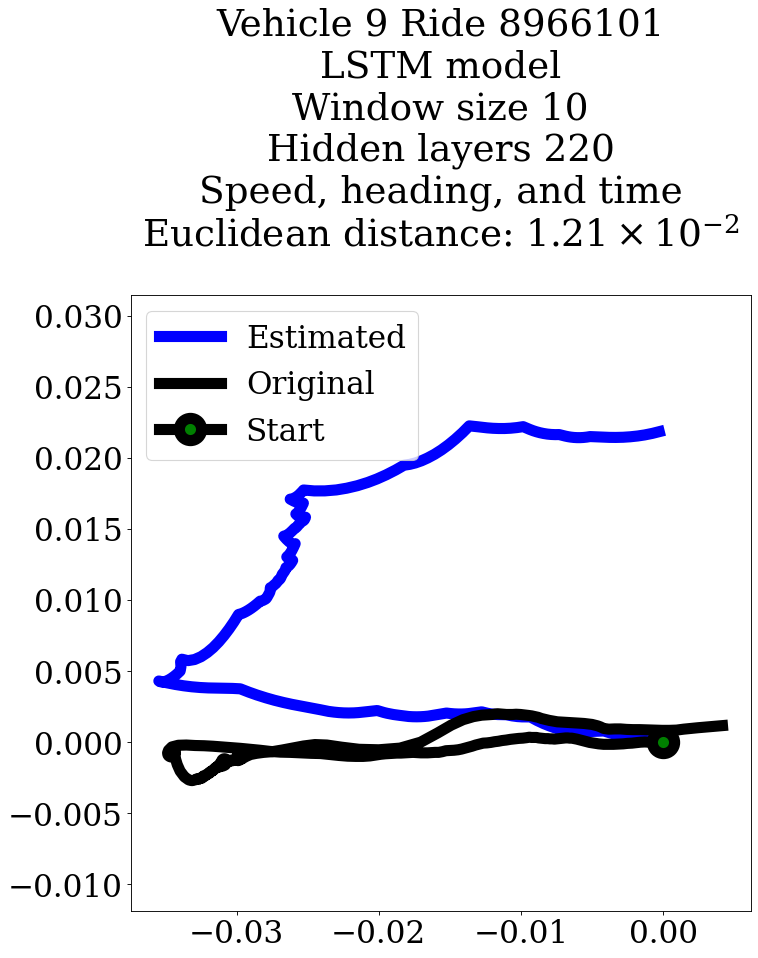 Vehicle 9 Ride 8966101
LSTM model
Window size 10
Hidden layers 220
Speed, heading, and time
Euclidean distance: 1.21 × 10⁻²
Estimated
Original
Start
0.030
0.025
0.020
0.015
0.010
0.005
0.000
−0.005
−0.010
−0.03 −0.02 −0.01 0.00